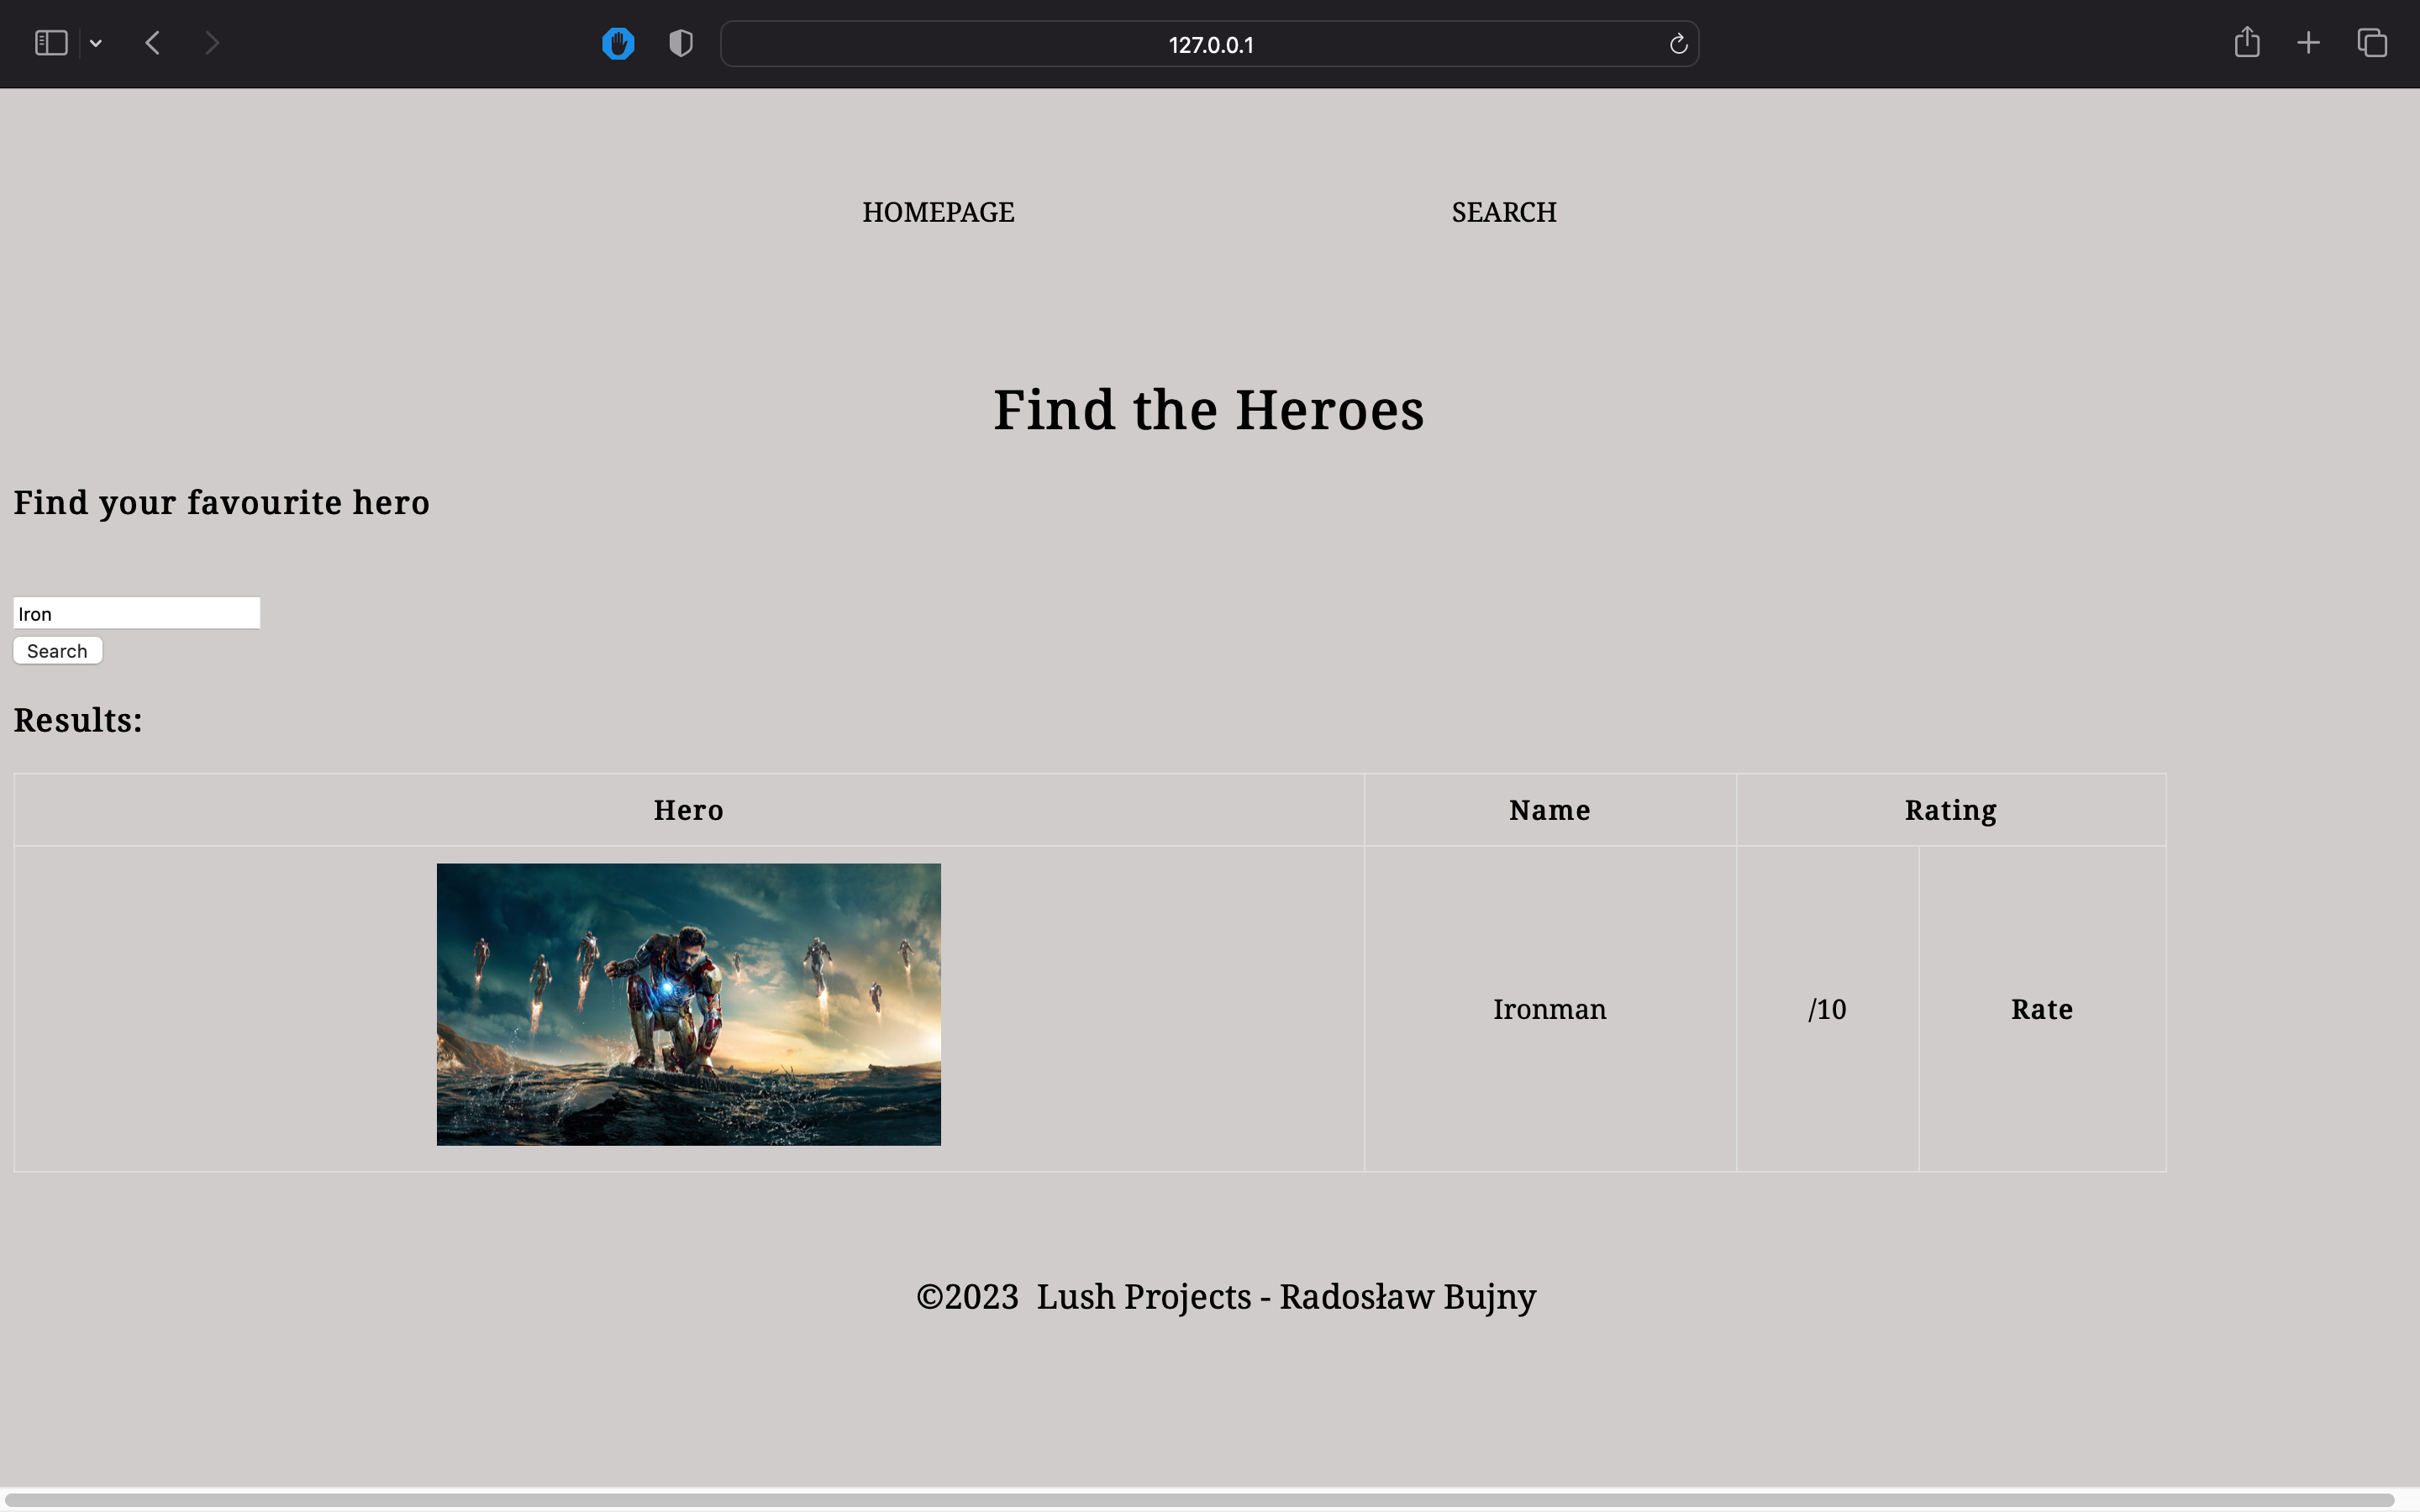 127.0.0.1
HOMEPAGE SEARCH
Find the Heroes
Find your favourite hero
Iron
Search
Results:
Hero Name Rating
Ironman /10 Rate
©2023 Lush Projects - Radosław Bujny